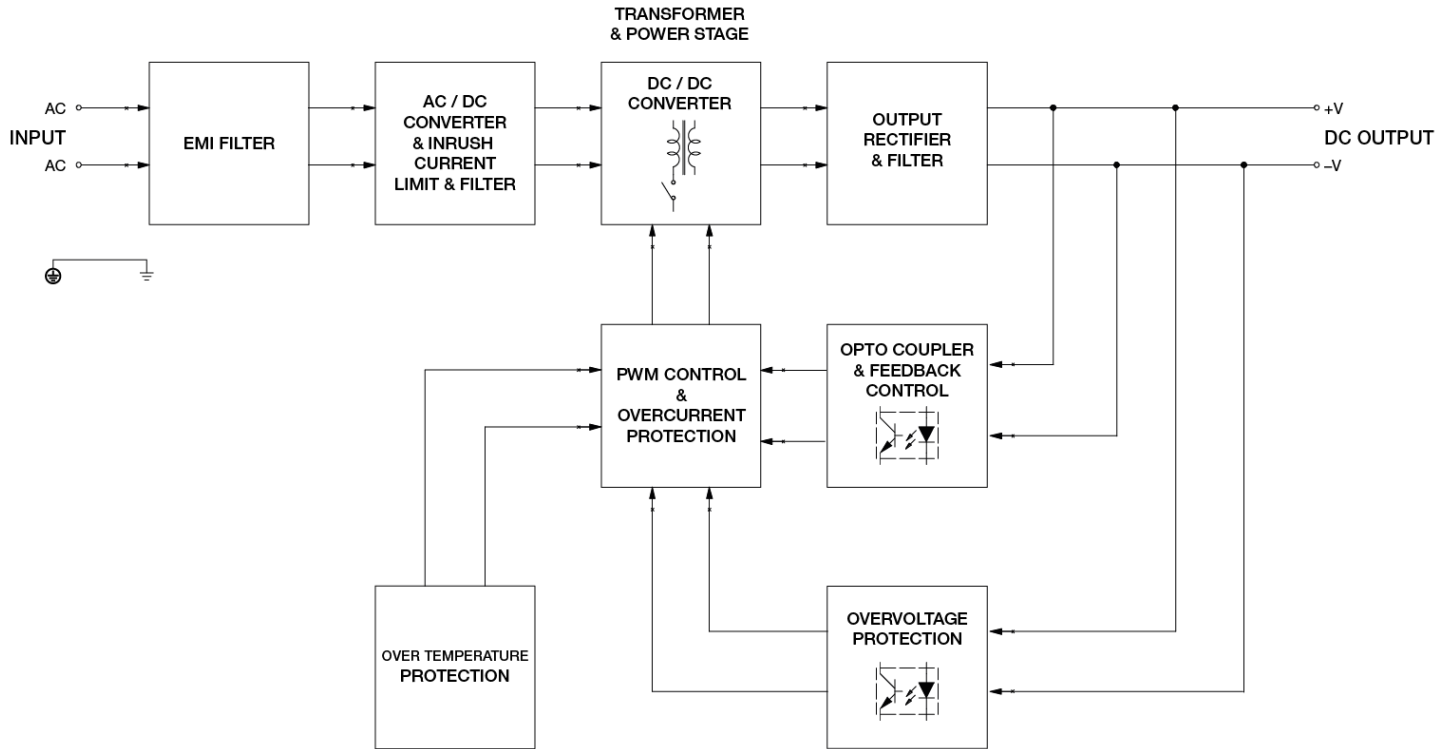 TRANSFORMER
& POWER STAGE
AC
INPUT
AC
EMI FILTER
AC / DC
CONVERTER
& INRUSH
CURRENT
LIMIT & FILTER
DC / DC
CONVERTER
OUTPUT
RECTIFIER
& FILTER
+V
DC OUTPUT
–V
PWM CONTROL
&
OVERCURRENT
PROTECTION
OPTO COUPLER
& FEEDBACK
CONTROL
OVER TEMPERATURE
PROTECTION
OVERVOLTAGE
PROTECTION